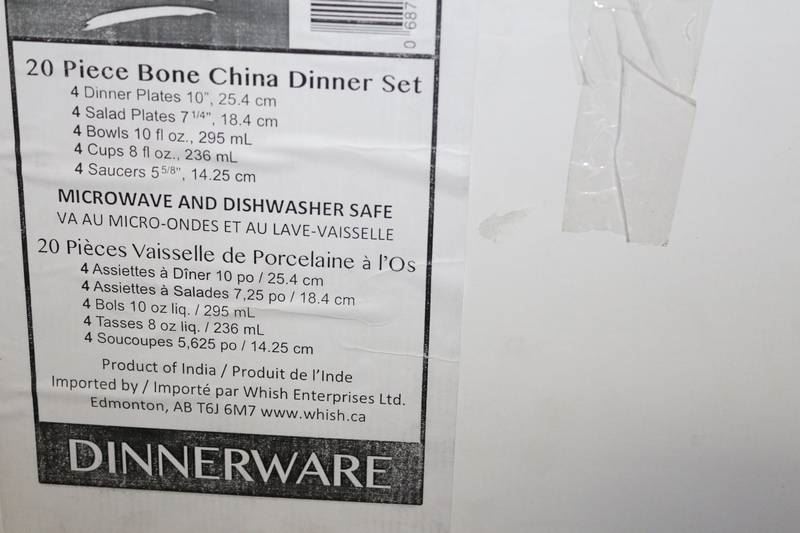 0 687
20 Piece Bone China Dinner Set
4 Dinner Plates 10", 25.4 cm
4 Salad Plates 7 1/4", 18.4 cm
4 Bowls 10 fl oz., 295 mL
4 Cups 8 fl oz., 236 mL
4 Saucers 5 5/8", 14.25 cm
MICROWAVE AND DISHWASHER SAFE
VA AU MICRO-ONDES ET AU LAVE-VAISSELLE
20 Pièces Vaisselle de Porcelaine à l'Os
4 Assiettes à Dîner 10 po / 25.4 cm
4 Assiettes à Salades 7,25 po / 18.4 cm
4 Bols 10 oz liq. / 295 mL
4 Tasses 8 oz liq. / 236 mL
4 Soucoupes 5,625 po / 14.25 cm
Product of India / Produit de l'Inde
Imported by / Importé par Whish Enterprises Ltd.
Edmonton, AB T6J 6M7 www.whish.ca
DINNERWARE